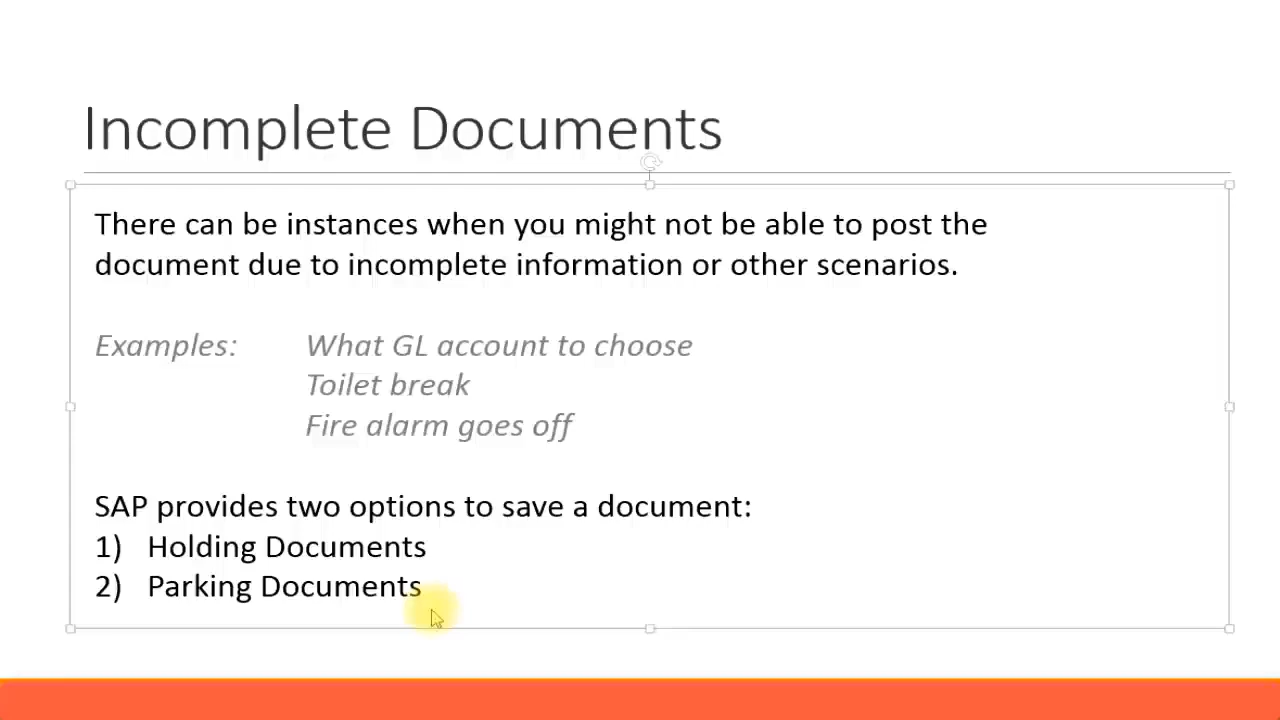 Incomplete Documents
There can be instances when you might not be able to post the
document due to incomplete information or other scenarios.
Examples: What GL account to choose
Toilet break
Fire alarm goes off
SAP provides two options to save a document:
1) Holding Documents
2) Parking Documents